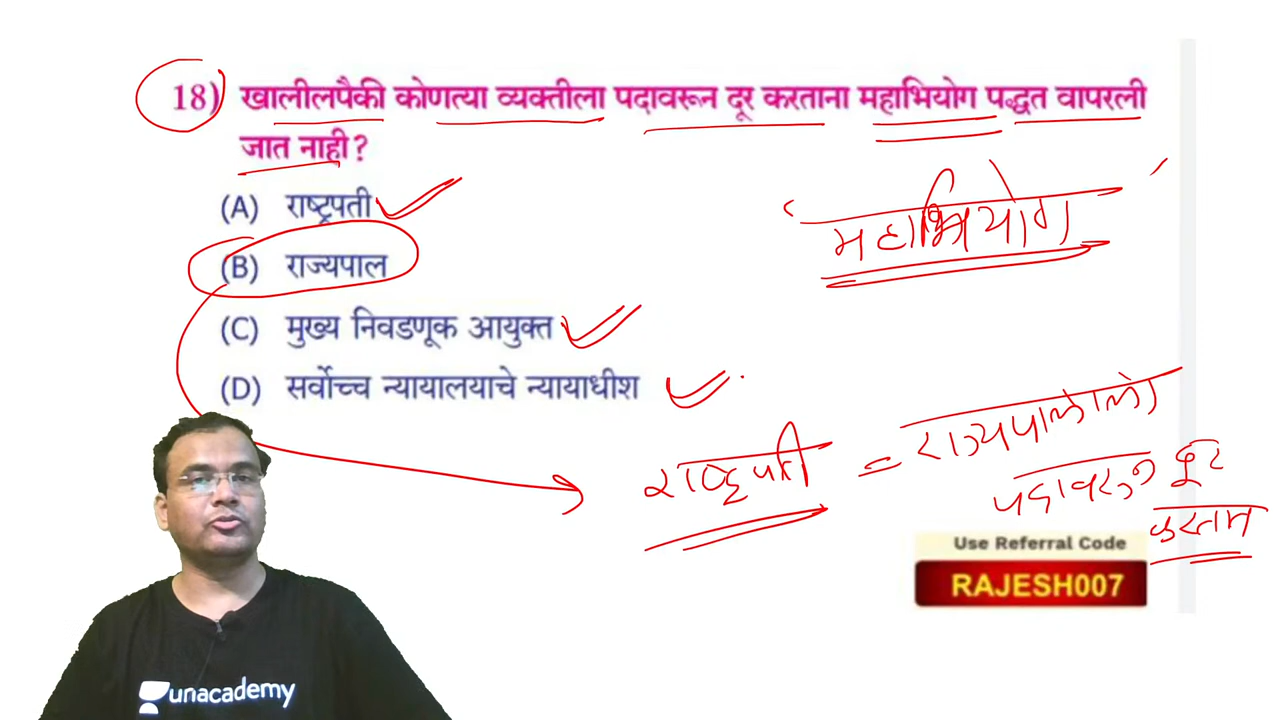 18) खालीलपैकी कोणत्या व्यक्तीला पदावरून दूर करताना महाभियोग पद्धत वापरली
जात नाही?
(A) राष्ट्रपती
(B) राज्यपाल
(C) मुख्य निवडणूक आयुक्त
(D) सर्वोच्च न्यायालयाचे न्यायाधीश
महाभियोग
राष्ट्रपती = राज्यपालाला
पदावरुन दूर
करतात
Use Referral Code
RAJESH007
unacademy